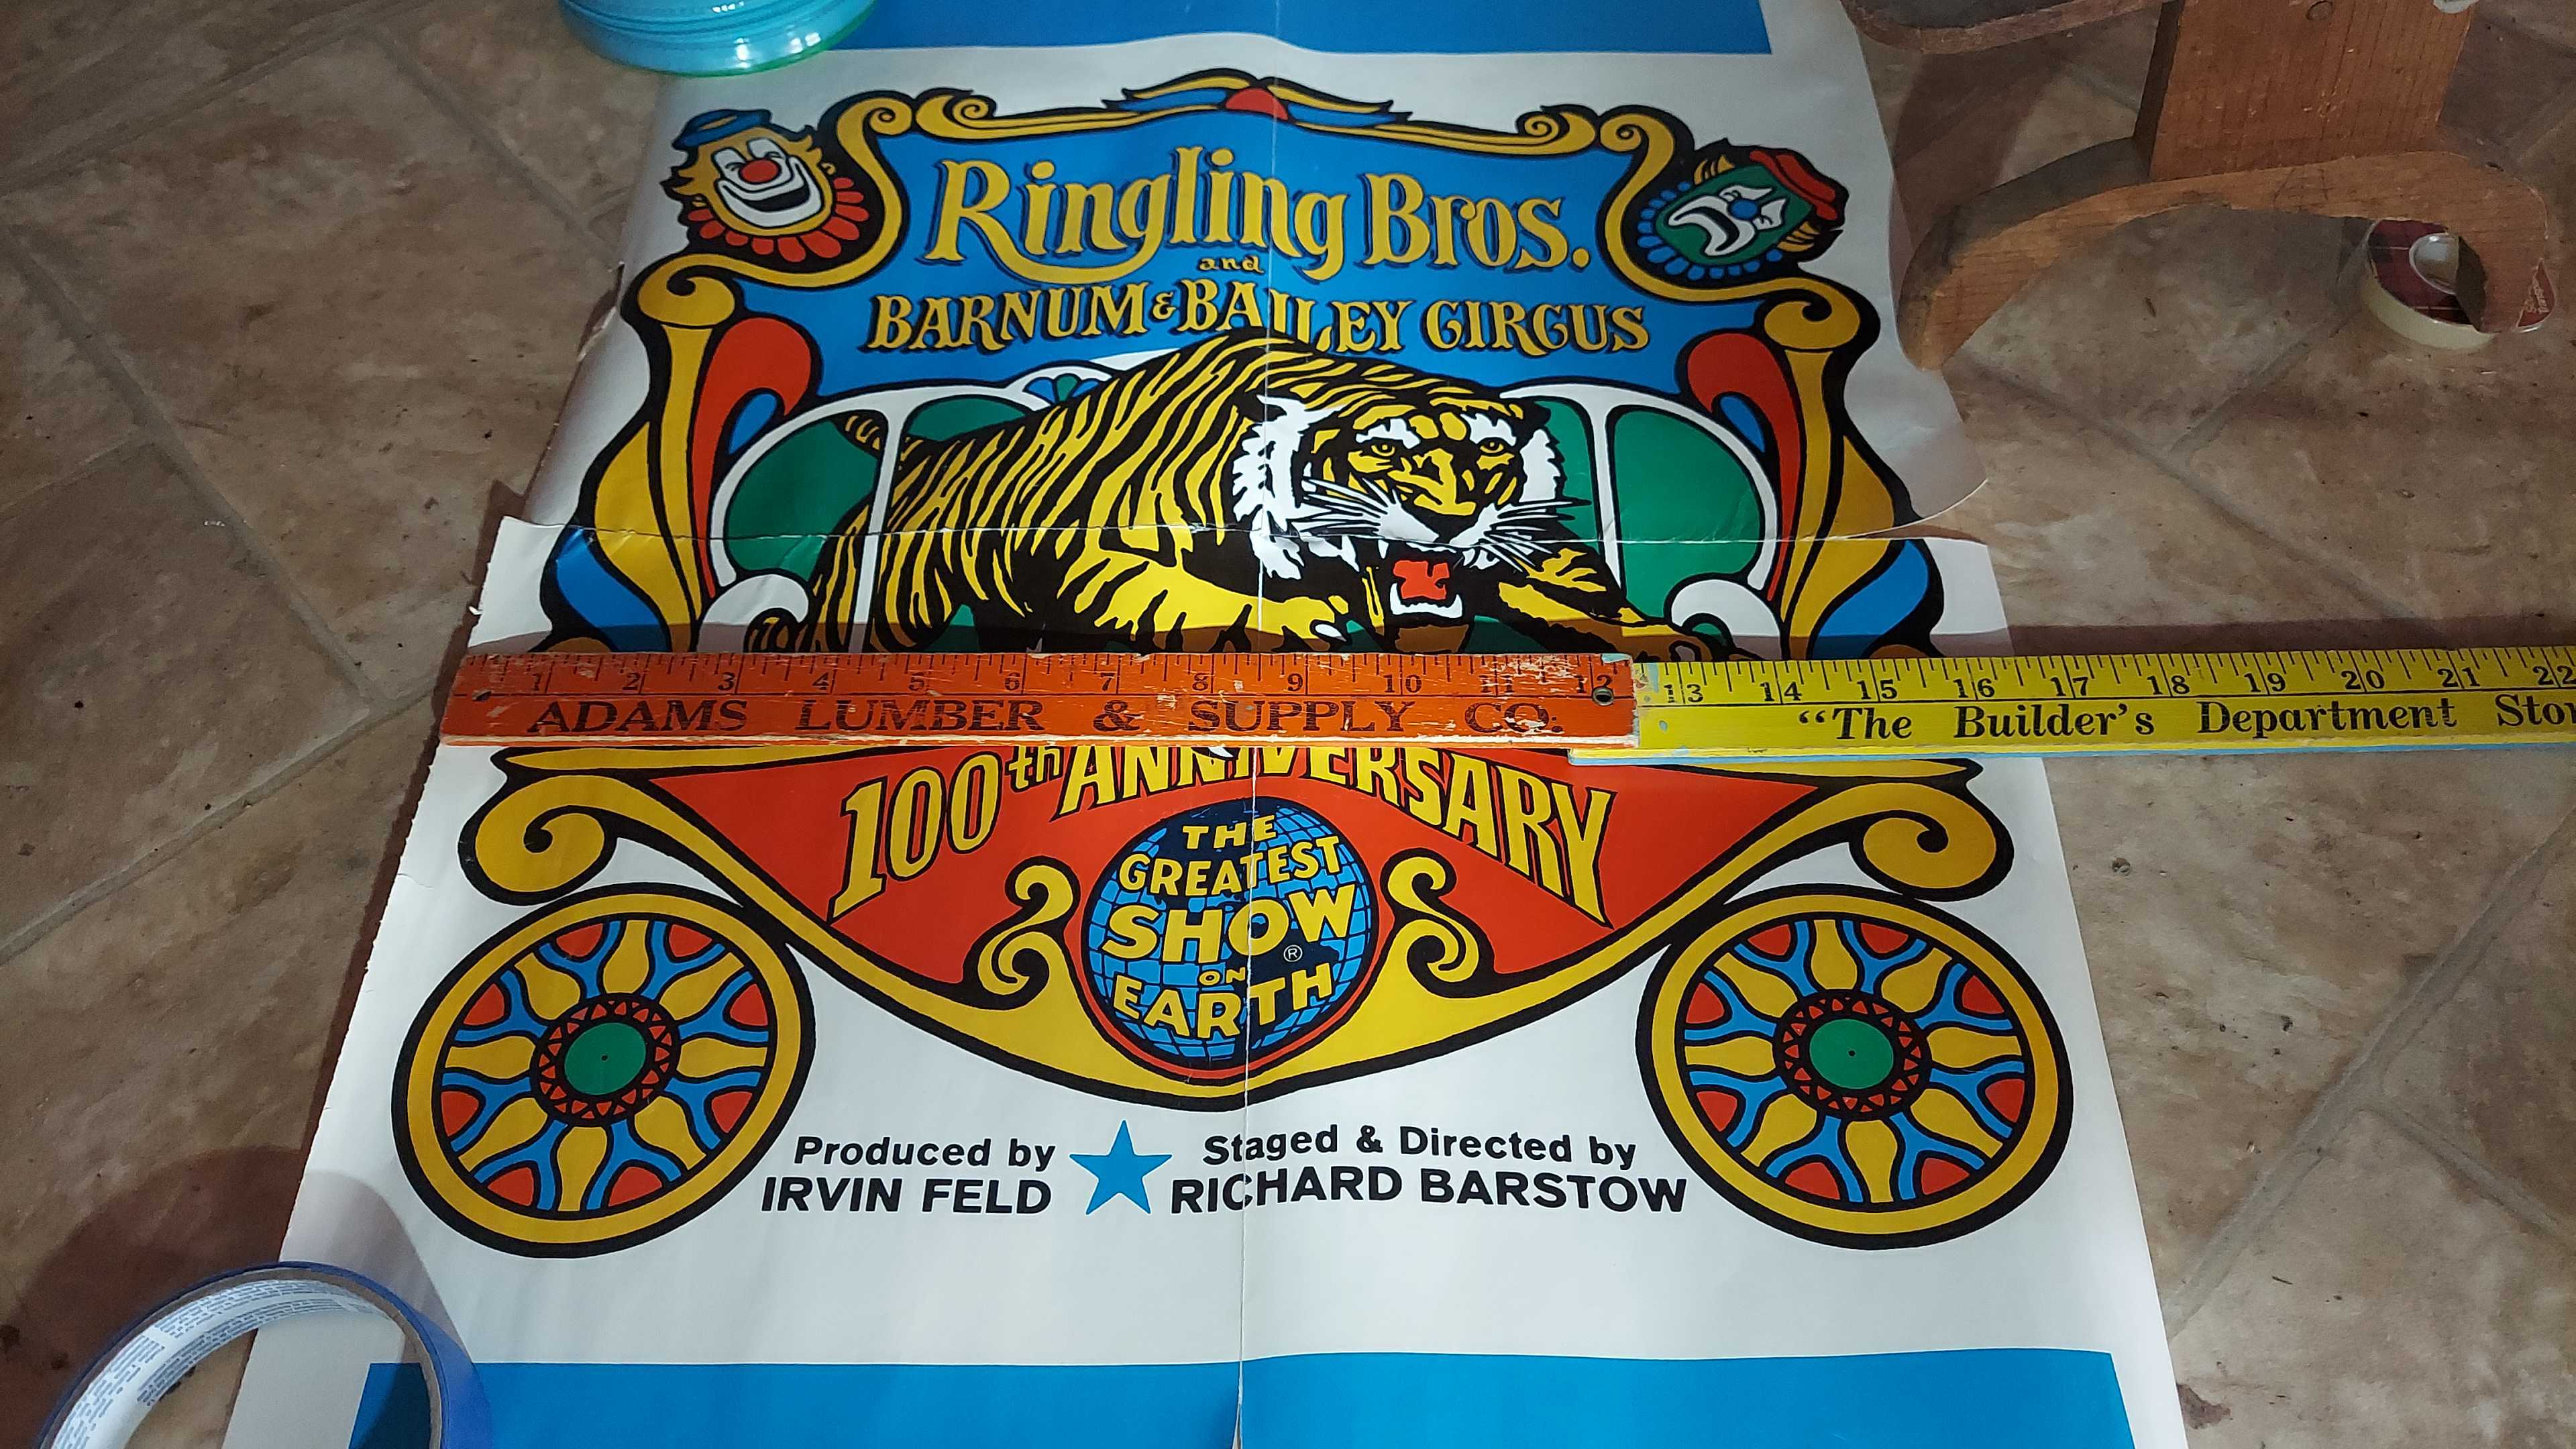 Ringling Bros.
and
BARNUM & BAILEY CIRCUS
1 2 3 4 5 6 7 8 9 10 11 12 13 14 15 16 17 18 19 20 21 22
ADAMS LUMBER & SUPPLY CO. "The Builder's Department
100th ANNIVERSARY
THE
GREATEST
SHOW
ON ®
EARTH
Produced by
IRVIN FELD
Staged & Directed by
RICHARD BARSTOW